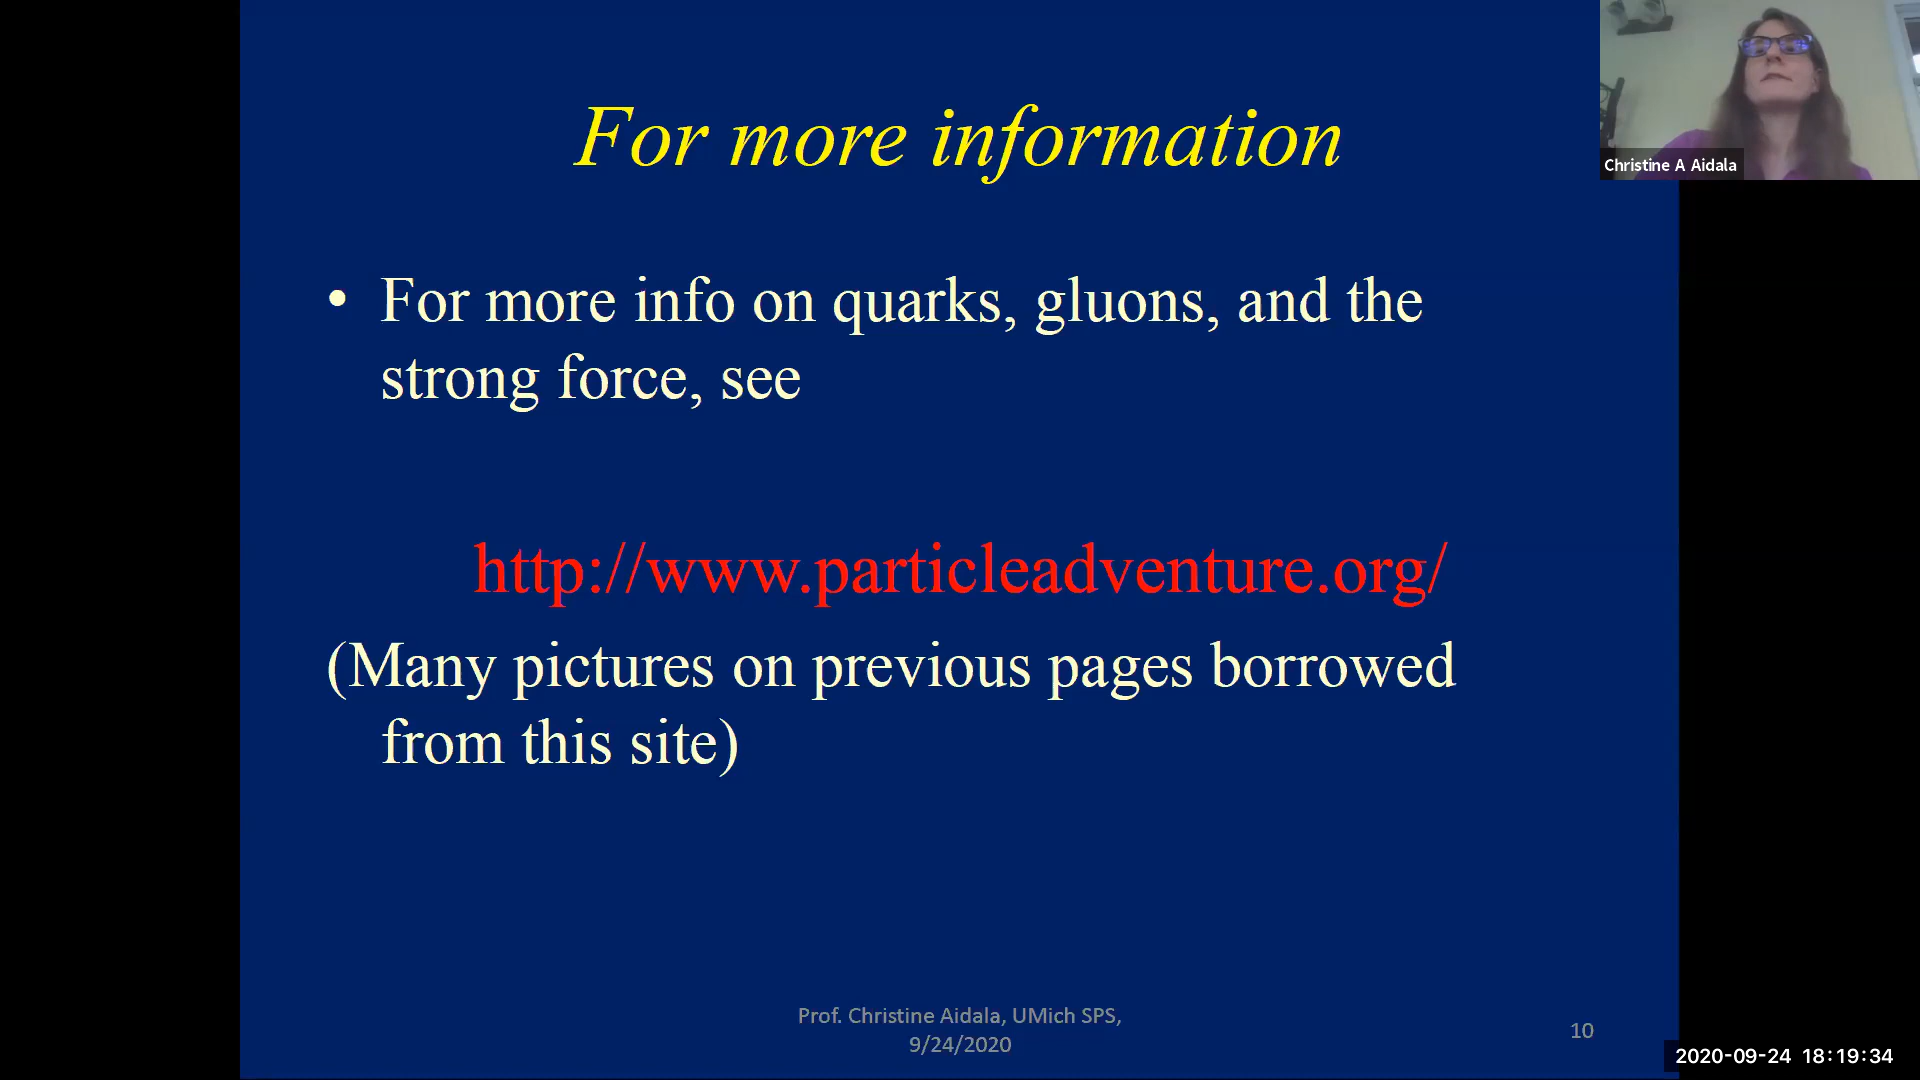 For more information
Christine A Aidala
• For more info on quarks, gluons, and the
strong force, see
http://www.particleadventure.org/
(Many pictures on previous pages borrowed
from this site)
Prof. Christine Aidala, UMich SPS,
9/24/2020
10
2020-09-24 18:19:34